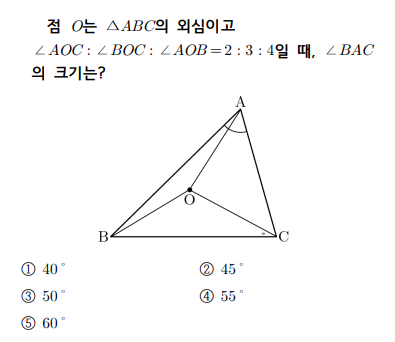 점 O는 △ABC의 외심이고
∠AOC : ∠BOC : ∠AOB = 2 : 3 : 4일 때, ∠BAC
의 크기는?
A
O
B
C
① 40°
② 45°
③ 50°
④ 55°
⑤ 60°